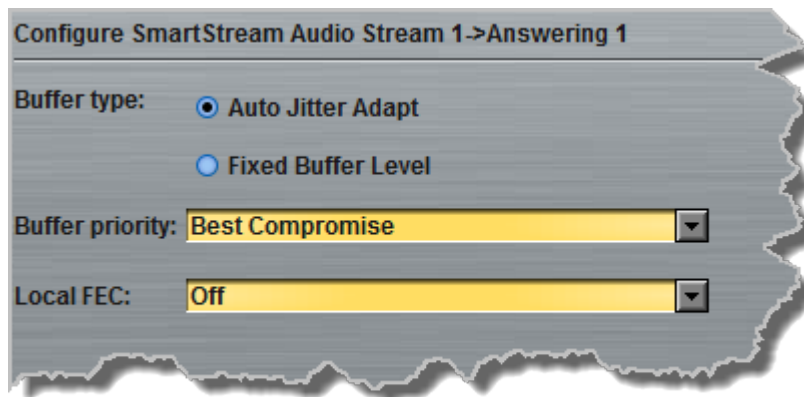 Configure SmartStream Audio Stream 1->Answering 1
Buffer type: Auto Jitter Adapt
Fixed Buffer Level
Buffer priority: Best Compromise
Local FEC: Off